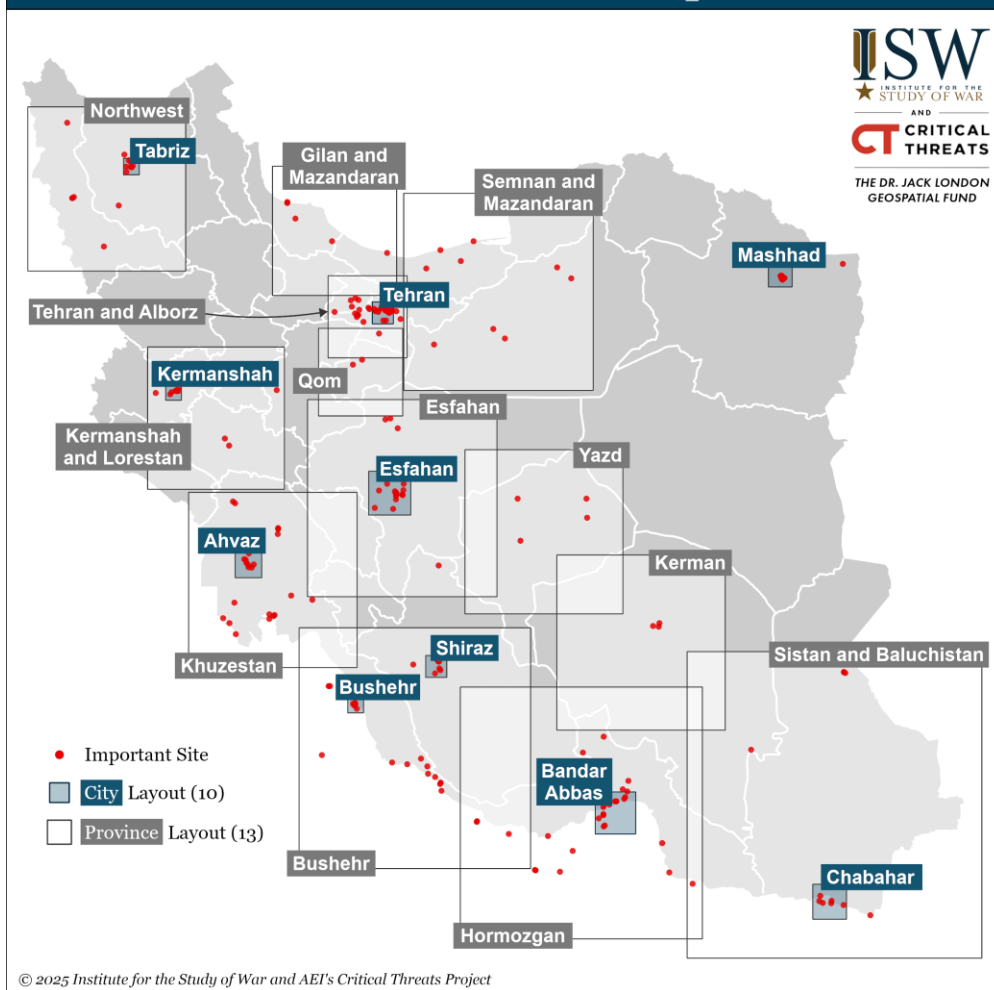 ISW
INSTITUTE FOR THE
STUDY OF WAR
AND
CT CRITICAL
THREATS
THE DR. JACK LONDON
GEOSPATIAL FUND
Northwest
Tabriz
Gilan and
Mazandaran
Semnan and
Mazandaran
Mashhad
Tehran
Tehran and Alborz
Kermanshah
Qom
Esfahan
Kermanshah
and Lorestan
Yazd
Esfahan
Ahvaz
Kerman
Khuzestan
Shiraz
Sistan and Baluchistan
Bushehr
Important Site
City Layout (10)
Province Layout (13)
Bandar
Abbas
Bushehr
Chabahar
Hormozgan
© 2025 Institute for the Study of War and AEI's Critical Threats Project